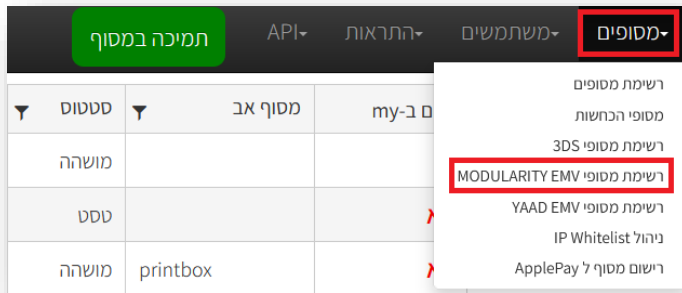 מסופים
משתמשים
התראות
API
תמיכה במסוף
רשימת מסופים
מסופי הכחשות
רשימת מסופי 3DS
רשימת מסופי MODULARITY EMV
רשימת מסופי YAAD EMV
ניהול IP Whitelist
רישום מסוף ל ApplePay
ם ב-my
מסוף אב
סטטוס
מושהה
טסט
printbox
מושהה